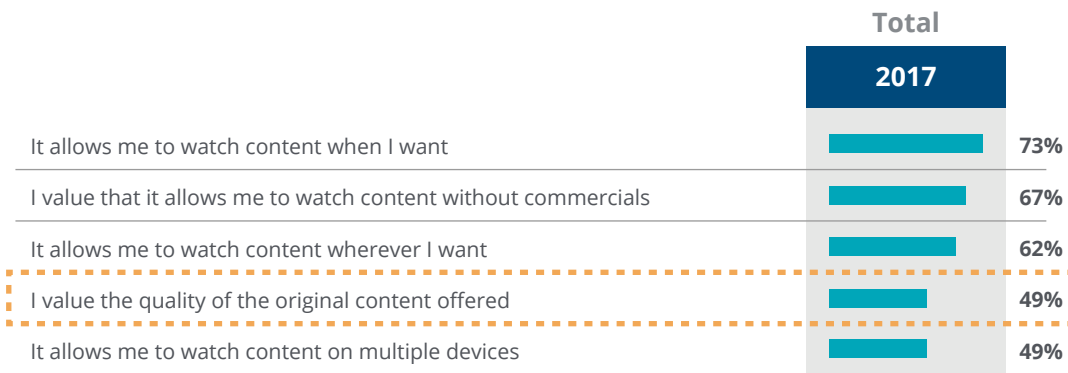 Total
2017
It allows me to watch content when I want 73%
I value that it allows me to watch content without commercials 67%
It allows me to watch content wherever I want 62%
I value the quality of the original content offered 49%
It allows me to watch content on multiple devices 49%